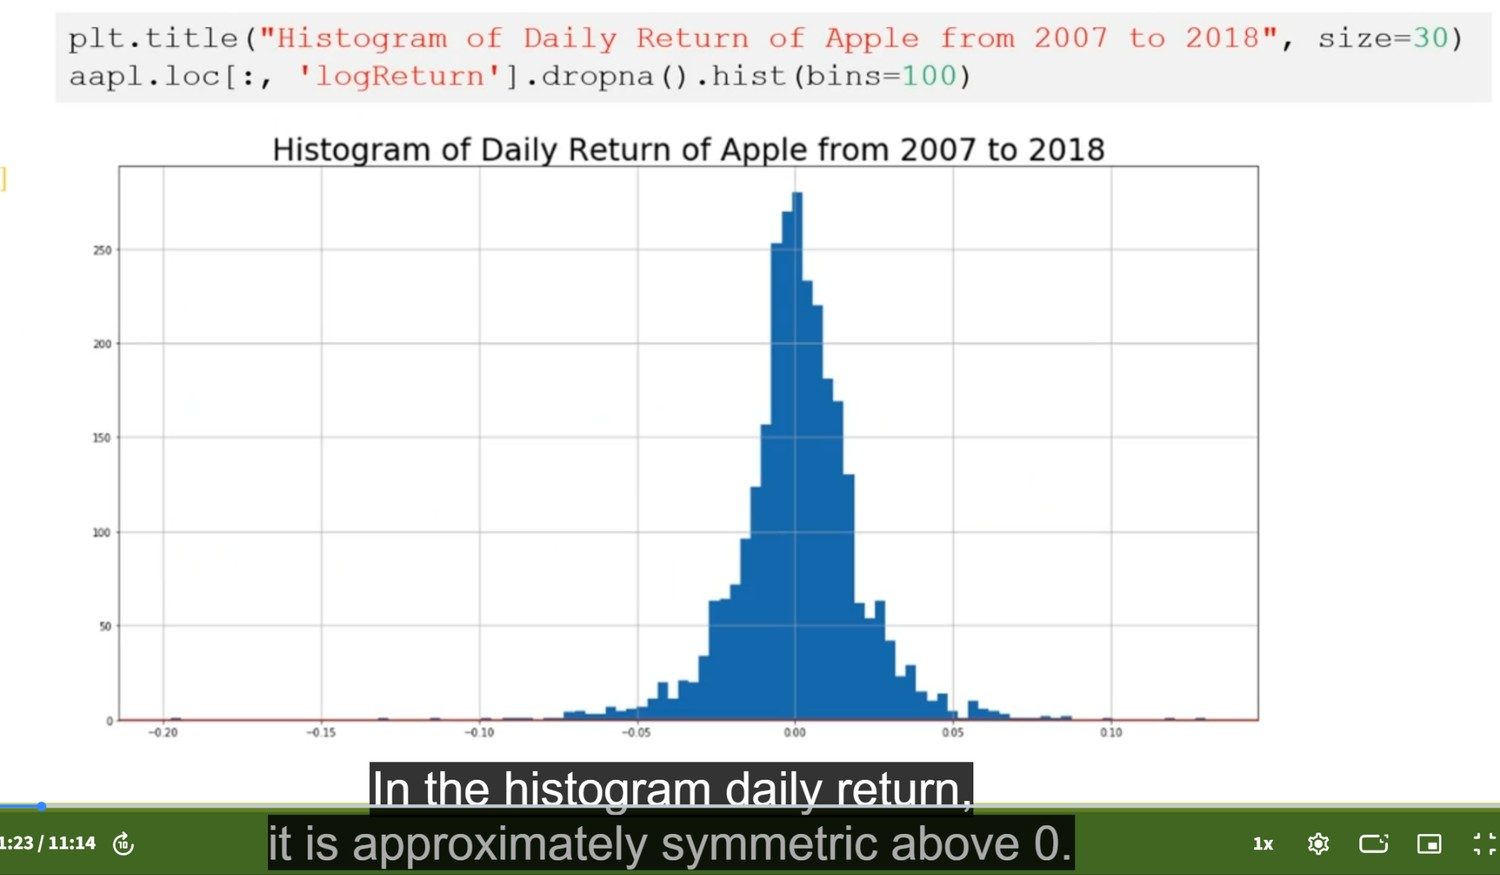 plt.title("Histogram of Daily Return of Apple from 2007 to 2018", size=30)
aapl.loc[:, 'logReturn'].dropna().hist(bins=100)
Histogram of Daily Return of Apple from 2007 to 2018
]
250
200
150
100
50
0
−0.20 −0.15 −0.10 −0.05 0.00 0.05 0.10
In the histogram daily return,
it is approximately symmetric above 0.
1:23 / 11:14 10 1x